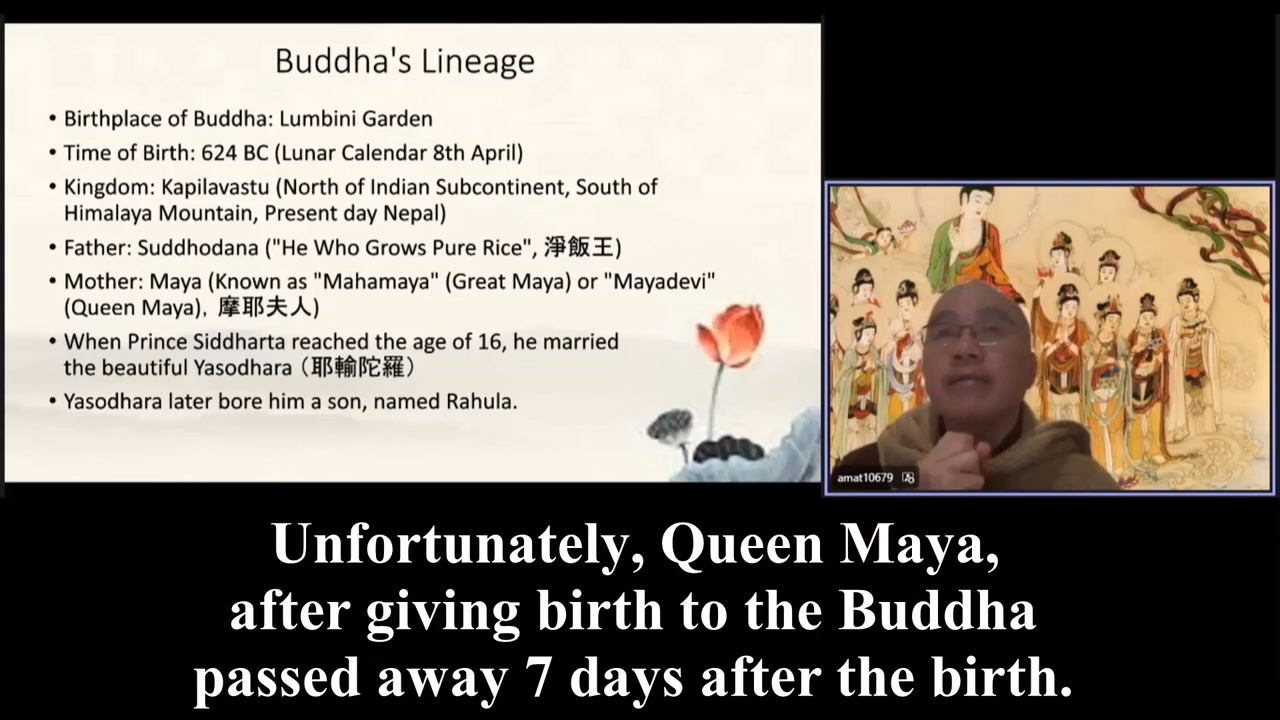 Buddha's Lineage
• Birthplace of Buddha: Lumbini Garden
• Time of Birth: 624 BC (Lunar Calendar 8th April)
• Kingdom: Kapilavastu (North of Indian Subcontinent, South of
Himalaya Mountain, Present day Nepal)
• Father: Suddhodana ("He Who Grows Pure Rice", 淨飯王)
• Mother: Maya (Known as "Mahamaya" (Great Maya) or "Mayadevi"
(Queen Maya), 摩耶夫人)
• When Prince Siddharta reached the age of 16, he married
the beautiful Yasodhara （耶輸陀羅）
• Yasodhara later bore him a son, named Rahula.
amat10679
Unfortunately, Queen Maya,
after giving birth to the Buddha
passed away 7 days after the birth.